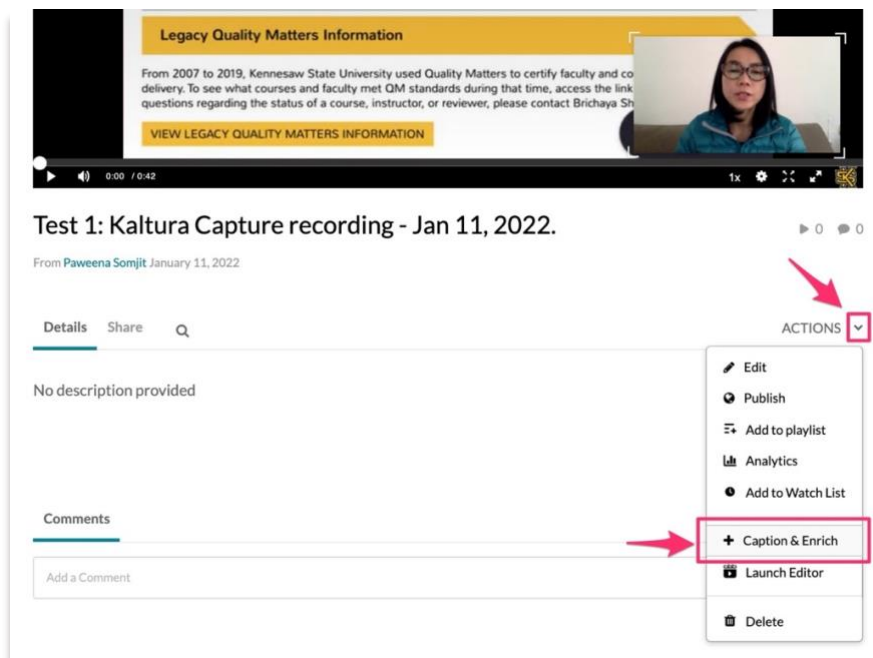 Legacy Quality Matters Information
From 2007 to 2019, Kennesaw State University used Quality Matters to certify faculty and co
delivery. To see what courses and faculty met QM standards during that time, access the link
questions regarding the status of a course, instructor, or reviewer, please contact Brichaya Sh
VIEW LEGACY QUALITY MATTERS INFORMATION
0:00 / 0:42
1x
Test 1: Kaltura Capture recording - Jan 11, 2022.
0 0
From Paweena Somjit January 11, 2022
Details Share
ACTIONS
Edit
No description provided
Publish
Add to playlist
Analytics
Add to Watch List
Comments
Caption & Enrich
Add a Comment
Launch Editor
Delete